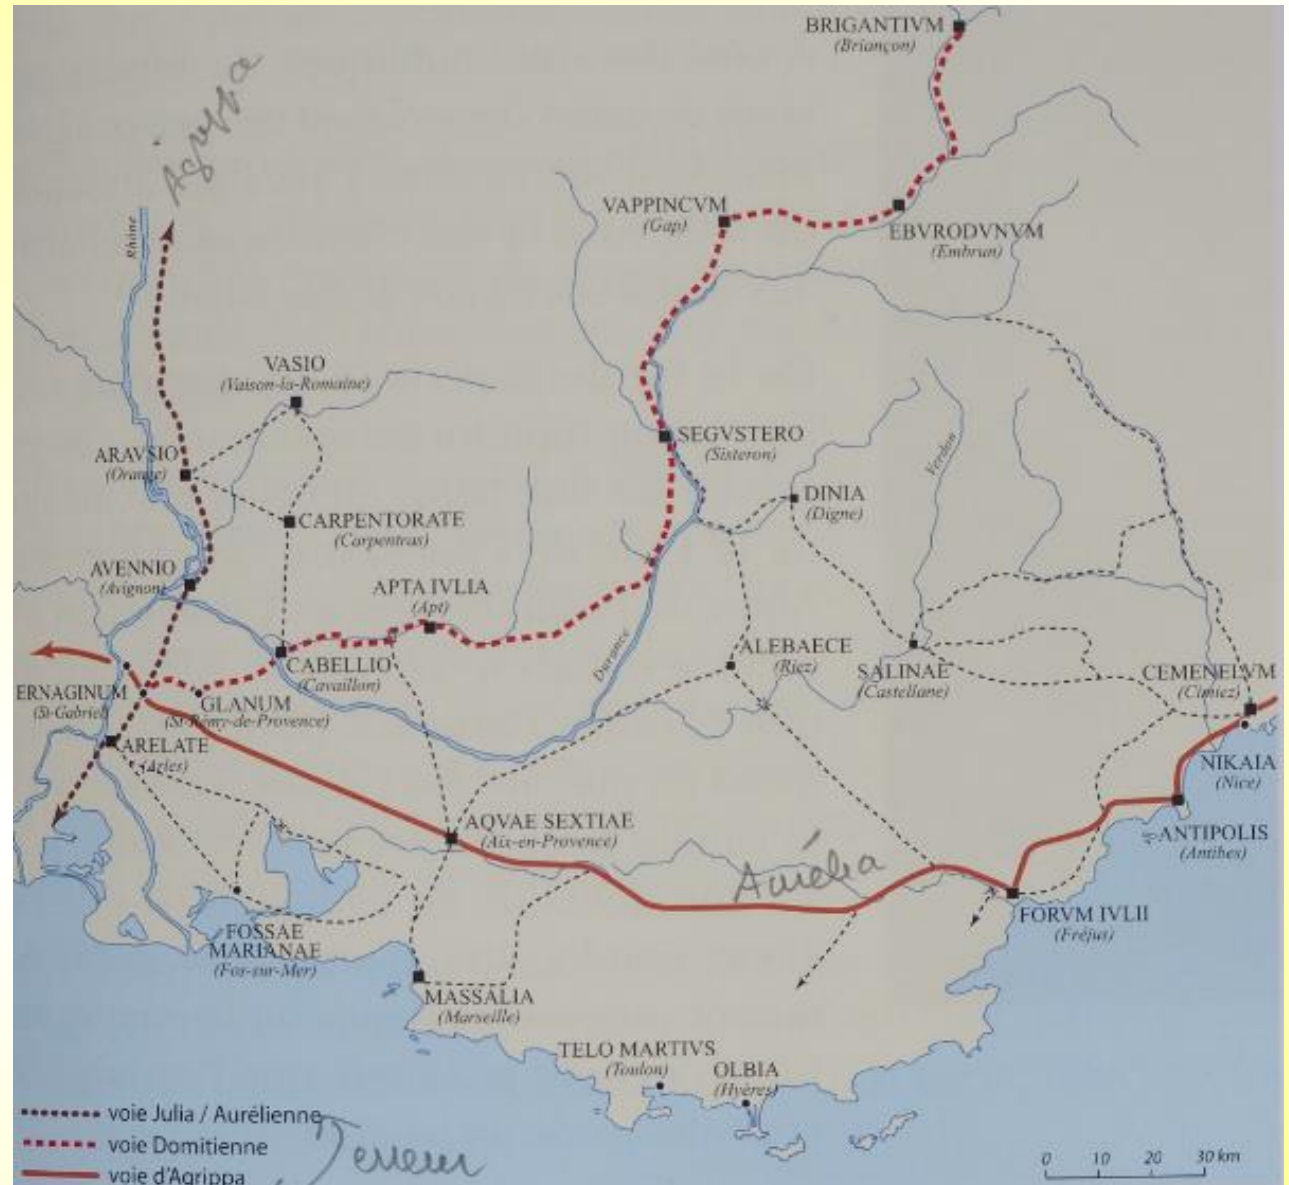 BRIGANTIVM
(Briançon)
Agrippa
VAPPINCVM
(Gap)
EBVRODVNVM
(Embrun)
Rhône
VASIO
(Vaison-la-Romaine)
ARAVSIO
(Orange)
SEGVSTERO
(Sisteron)
Verdon
CARPENTORATE
(Carpentras)
DINIA
(Digne)
AVENNIO
(Avignon)
APTA IVLIA
(Apt)
Durance
ALEBAECE
(Riez)
CABELLIO
(Cavaillon)
SALINAE
(Castellane)
CEMENELVM
(Cimiez)
ERNAGINUM
(St-Gabriel)
GLANUM
(St-Rémy-de-Provence)
ARELATE
(Arles)
NIKAIA
(Nice)
AQVAE SEXTIAE
(Aix-en-Provence)
ANTIPOLIS
(Antibes)
Aurélia
FORVM IVLII
(Fréjus)
FOSSAE
MARIANAE
(Fos-sur-Mer)
MASSALIA
(Marseille)
TELO MARTIVS
(Toulon)
OLBIA
(Hyères)
voie Julia / Aurélienne
voie Domitienne
voie d'Agrippa
Erreur
0 10 20 30 km